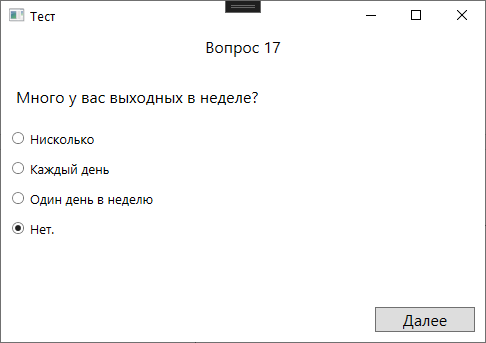 Тест
Вопрос 17
Много у вас выходных в неделе?
Нисколько
Каждый день
Один день в неделю
Нет.
Далее